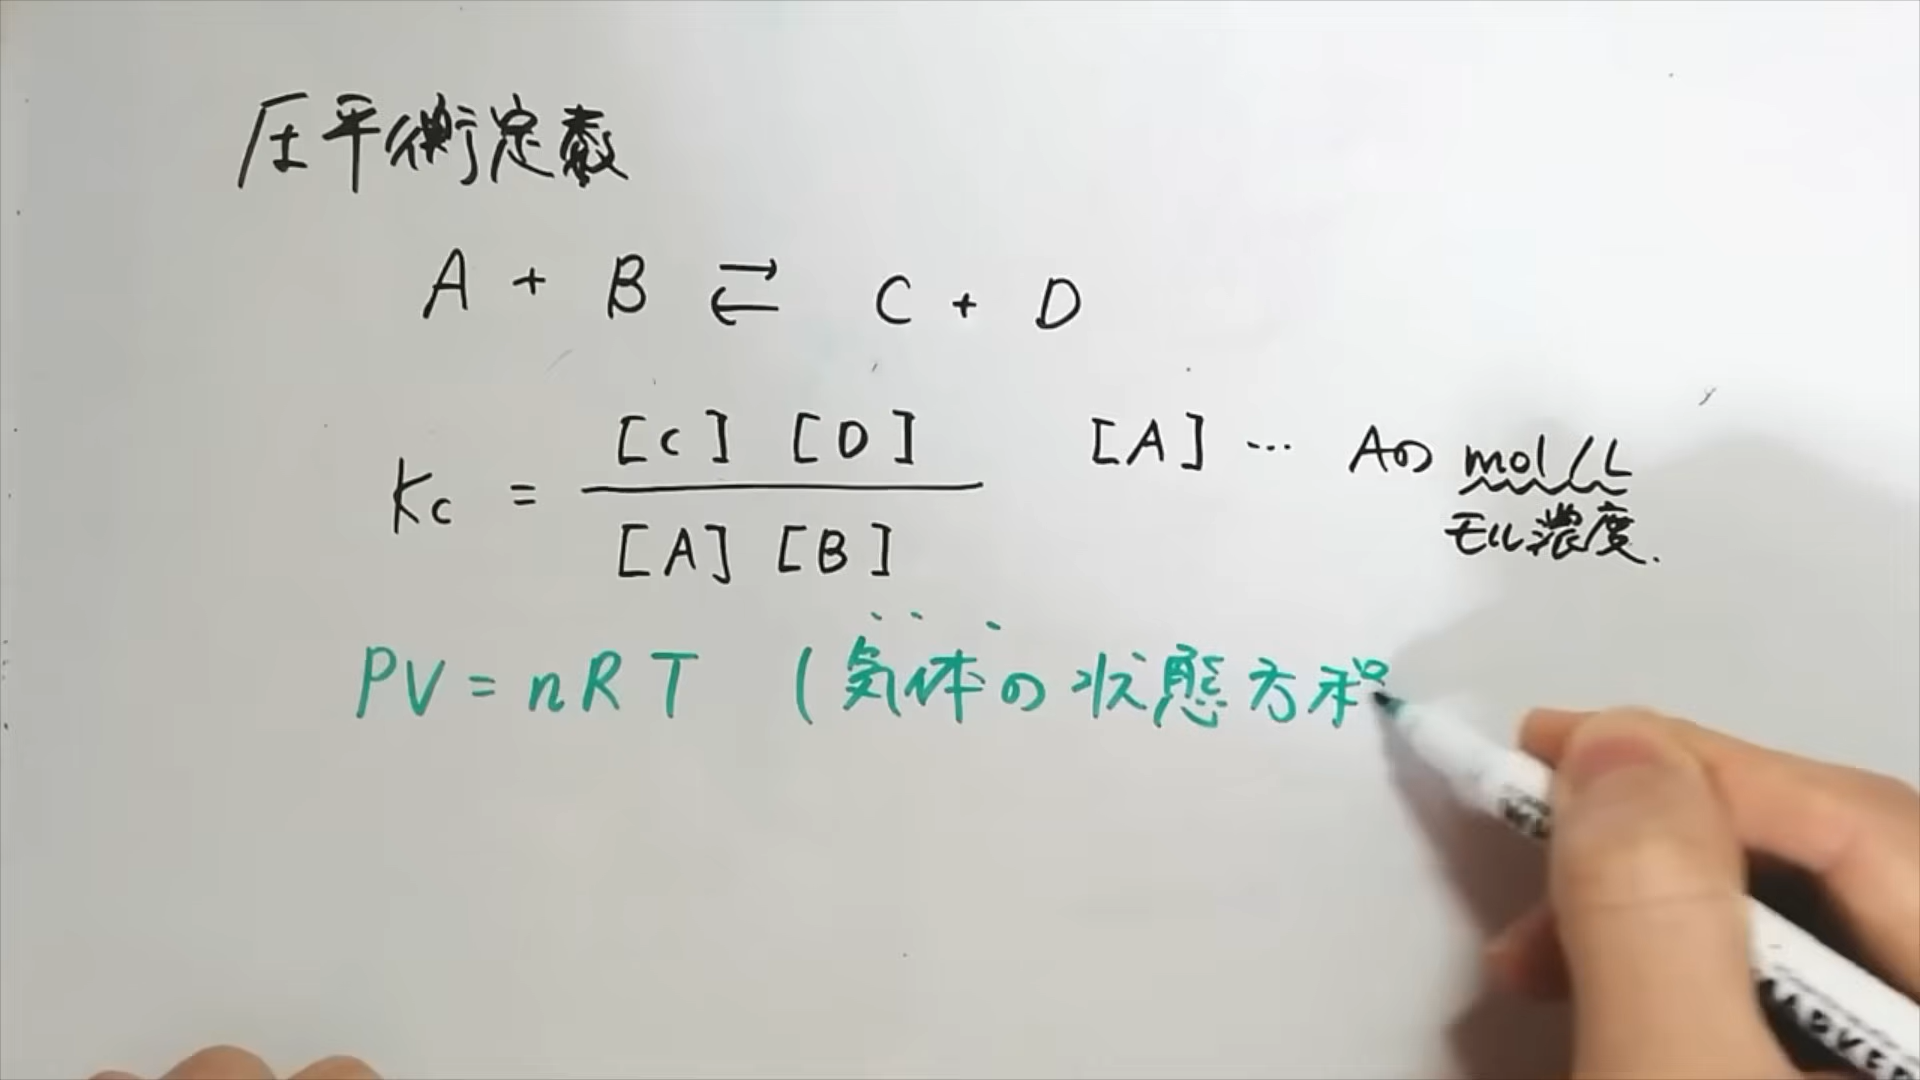 圧平衡定数
A + B ⇄ C + D
Kc = [C] [D] / [A] [B]
[A] … Aの mol/L
モル濃度.
PV = nRT (気体の状態方程